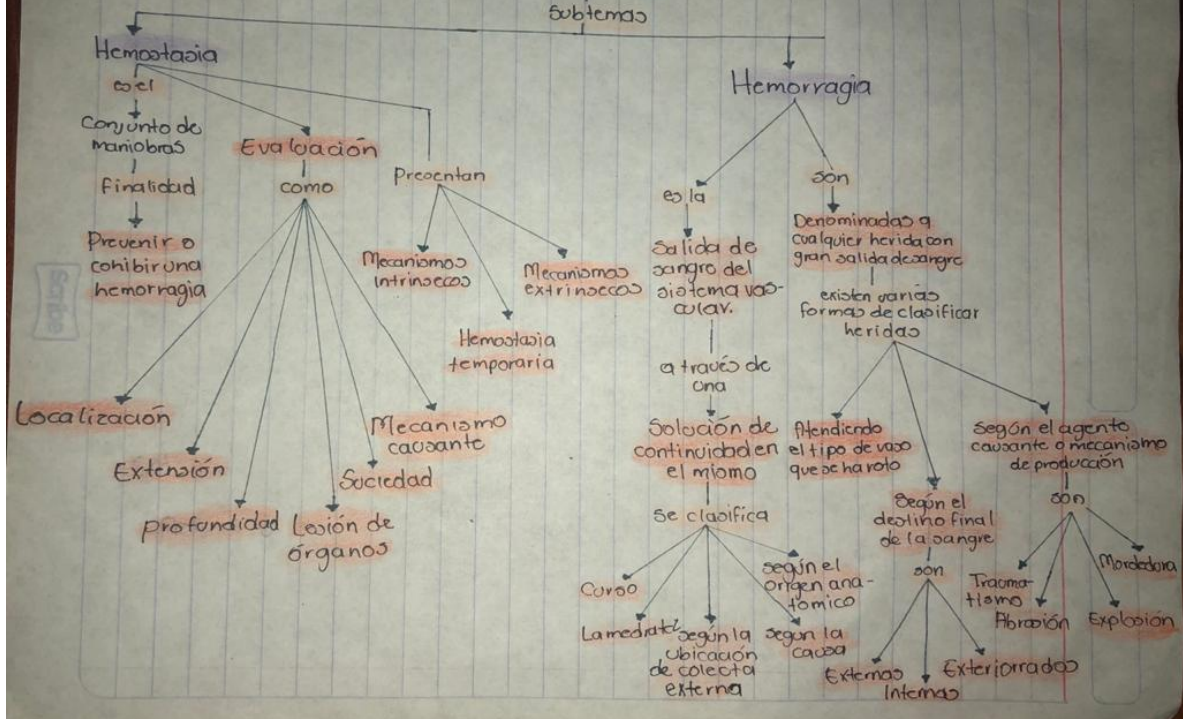 Subtemas
Hemostasia
es el
Conjunto de
maniobras
Finalidad
Prevenir o
cohibir una
hemorragia
Evaluación
como
Localización
Extensión
Profundidad
Lesión de
órganos
Suciedad
Mecanismo
causante
Presentan
Mecanismos
intrinsecos
Hemostasia
temporaria
Mecanismos
extrinsecos
Hemorragia
es la
Salida de
sangre del
sistema vas-
cular.
a través de
una
Solución de
continuidad en
el mismo
se clasifica
Curso
según la
ubicación
de colecta
externa
según la
causa
según el
origen ana-
tomico
son
Denominadas a
cualquier herida con
gran salida de sangre
existen varias
formas de clasificar
heridas
Atendiendo
el tipo de vaso
que se ha roto
Según el
destino final
de la sangre
son
Externas
Internas
Exteriorrados
Según el agente
causante o mecanismo
de producción
son
Trauma-
tismo
Abrasión
Explosión
Mordedura
Scribe